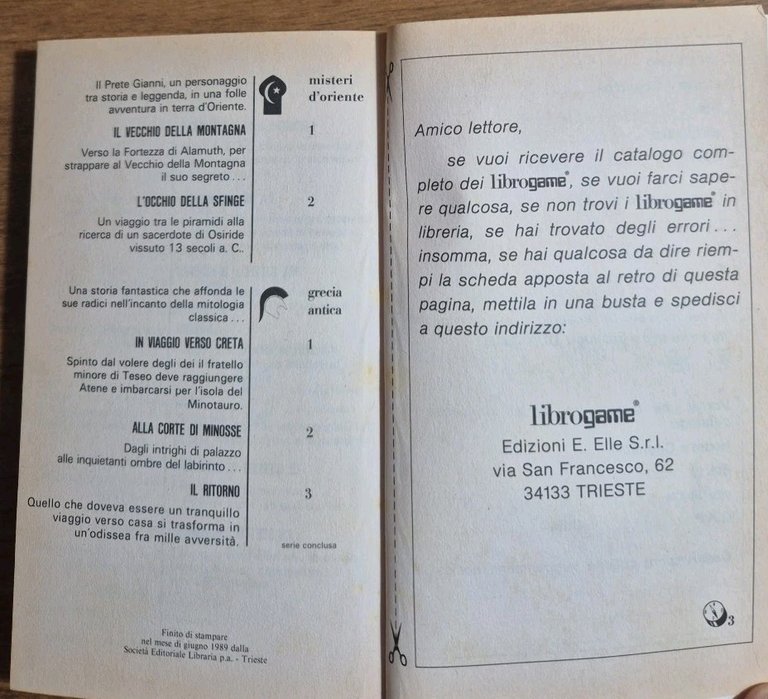 Il Prete Gianni, un personaggio
tra storia e leggenda, in una folle
avventura in terra d'Oriente.
misteri
d'oriente
IL VECCHIO DELLA MONTAGNA 1
Verso la Fortezza di Alamuth, per
strappare al Vecchio della Montagna
il suo segreto...
L'OCCHIO DELLA SFINGE 2
Un viaggio tra le piramidi alla
ricerca di un sacerdote di Osiride
vissuto 13 secoli a. C..
Una storia fantastica che affonda le
sue radici nell'incanto della mitologia
classica...
grecia
antica
IN VIAGGIO VERSO CRETA 1
Spinto dal volere degli dei il fratello
minore di Teseo deve raggiungere
Atene e imbarcarsi per l'isola del
Minotauro.
ALLA CORTE DI MINOSSE 2
Dagli intrighi di palazzo
alle inquietanti ombre del labirinto...
IL RITORNO 3
Quello che doveva essere un tranquillo
viaggio verso casa si trasforma in
un'odissea fra mille avversità.
serie conclusa
Finito di stampare
nel mese di giugno 1989 dalla
Società Editoriale Libraria p.a. - Trieste
Amico lettore,
se vuoi ricevere il catalogo com-
pleto dei librogame®, se vuoi farci sape-
re qualcosa, se non trovi i librogame® in
libreria, se hai trovato degli errori...
insomma, se hai qualcosa da dire riem-
pi la scheda apposta al retro di questa
pagina, mettila in una busta e spedisci
a questo indirizzo:
librogame®
Edizioni E. Elle S.r.l.
via San Francesco, 62
34133 TRIESTE
3